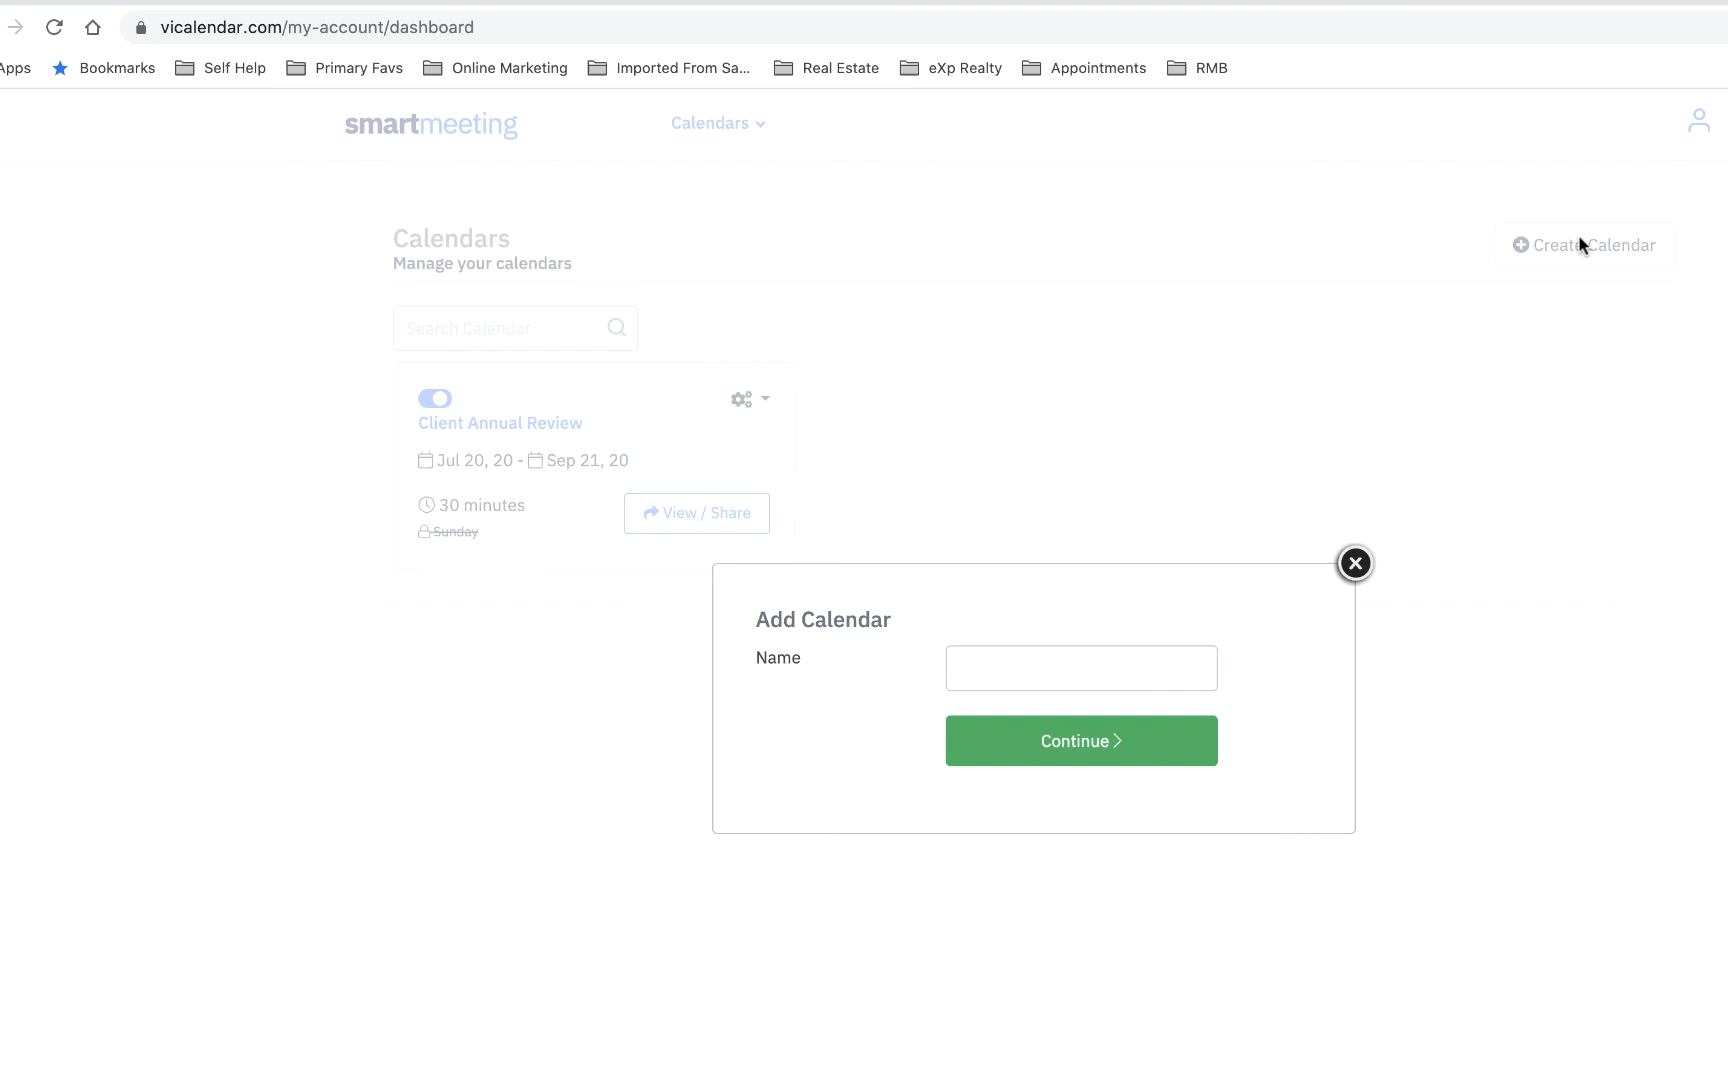 vicalendar.com/my-account/dashboard
Apps Bookmarks Self Help Primary Favs Online Marketing Imported From Sa... Real Estate eXp Realty Appointments RMB
smartmeeting Calendars
Calendars
Manage your calendars
Create Calendar
Search Calendar
Client Annual Review
Jul 20, 20 - Sep 21, 20
30 minutes
View / Share
Sunday
Add Calendar
Name
Continue